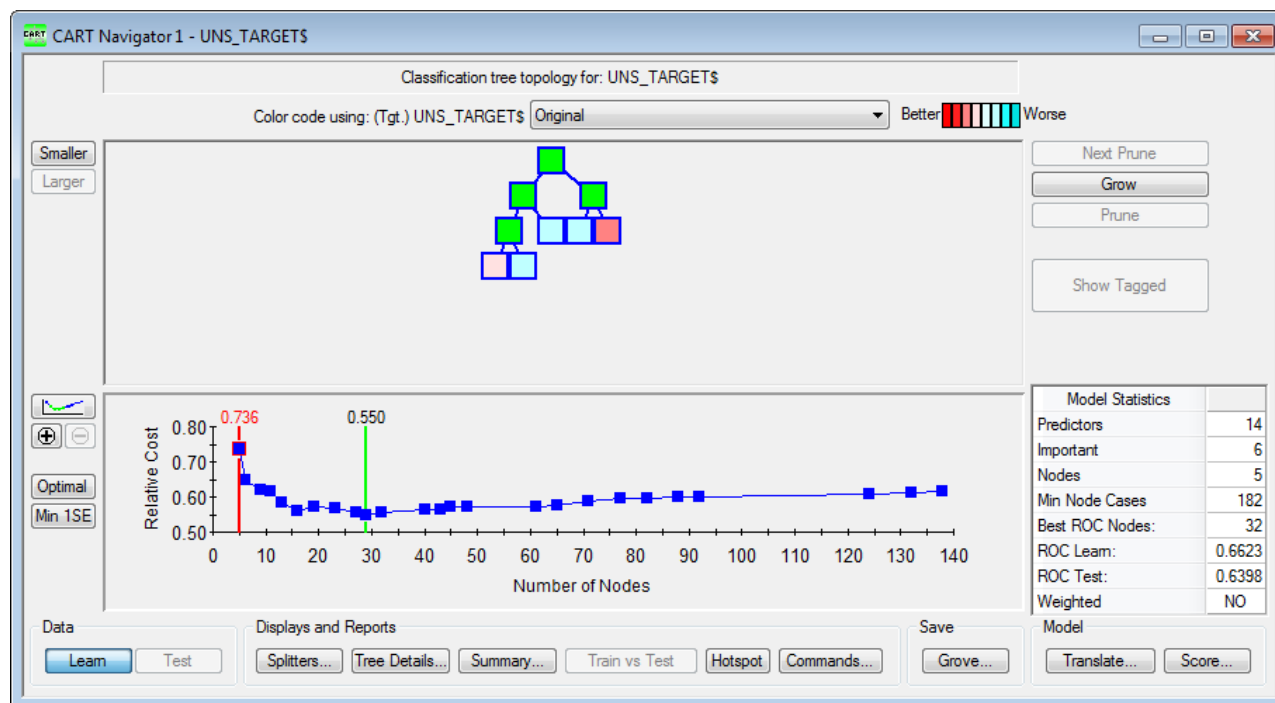 CART Navigator 1 - UNS_TARGET$
Classification tree topology for: UNS_TARGET$
Color code using: (Tgt.) UNS_TARGET$ Original Better Worse
Smaller
Larger
Next Prune
Grow
Prune
Show Tagged
Optimal
Min 1SE
0.736 0.550
Relative Cost
0.80
0.70
0.60
0.50
0 10 20 30 40 50 60 70 80 90 100 110 120 130 140
Number of Nodes
Model Statistics
Predictors 14
Important 6
Nodes 5
Min Node Cases 182
Best ROC Nodes: 32
ROC Learn: 0.6623
ROC Test: 0.6398
Weighted NO
Data
Learn Test
Displays and Reports
Splitters... Tree Details... Summary... Train vs Test Hotspot Commands...
Save
Grove...
Model
Translate... Score...